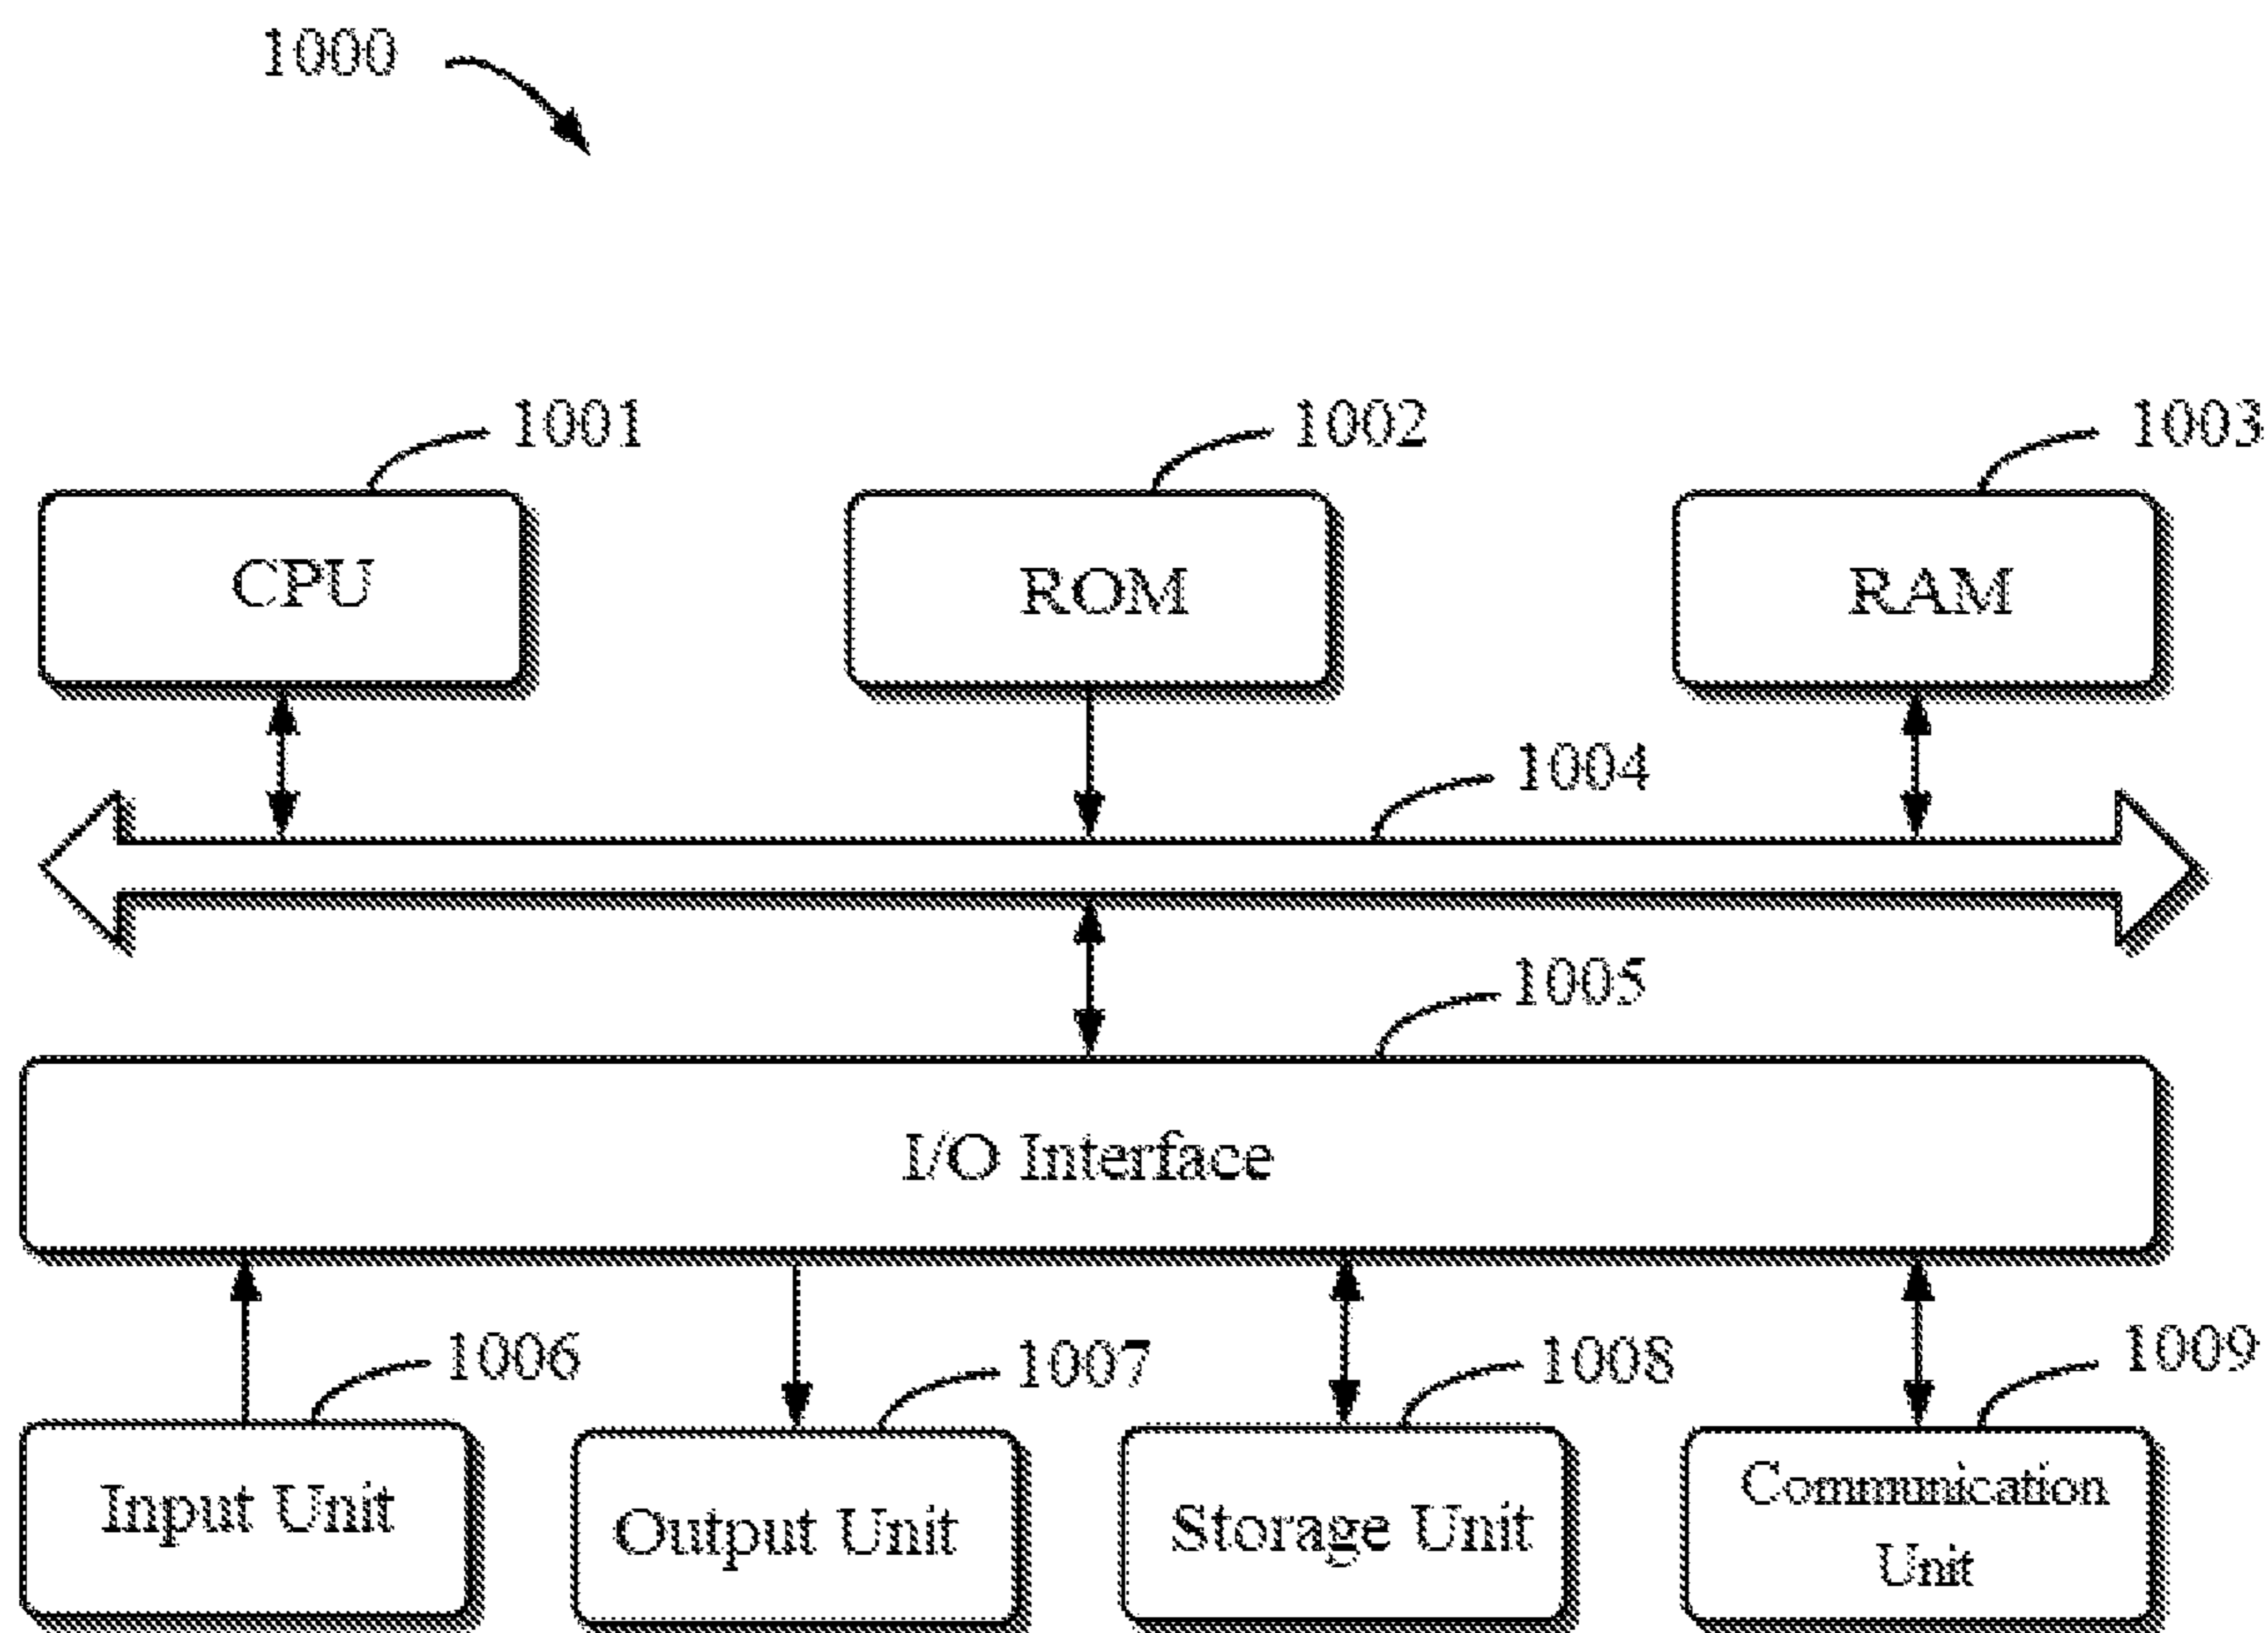 1000
1001
1002
1003
CPU
ROM
RAM
1004
1005
I/O Interface
1006
1007
1008
1009
Input Unit
Output Unit
Storage Unit
Communication
Unit